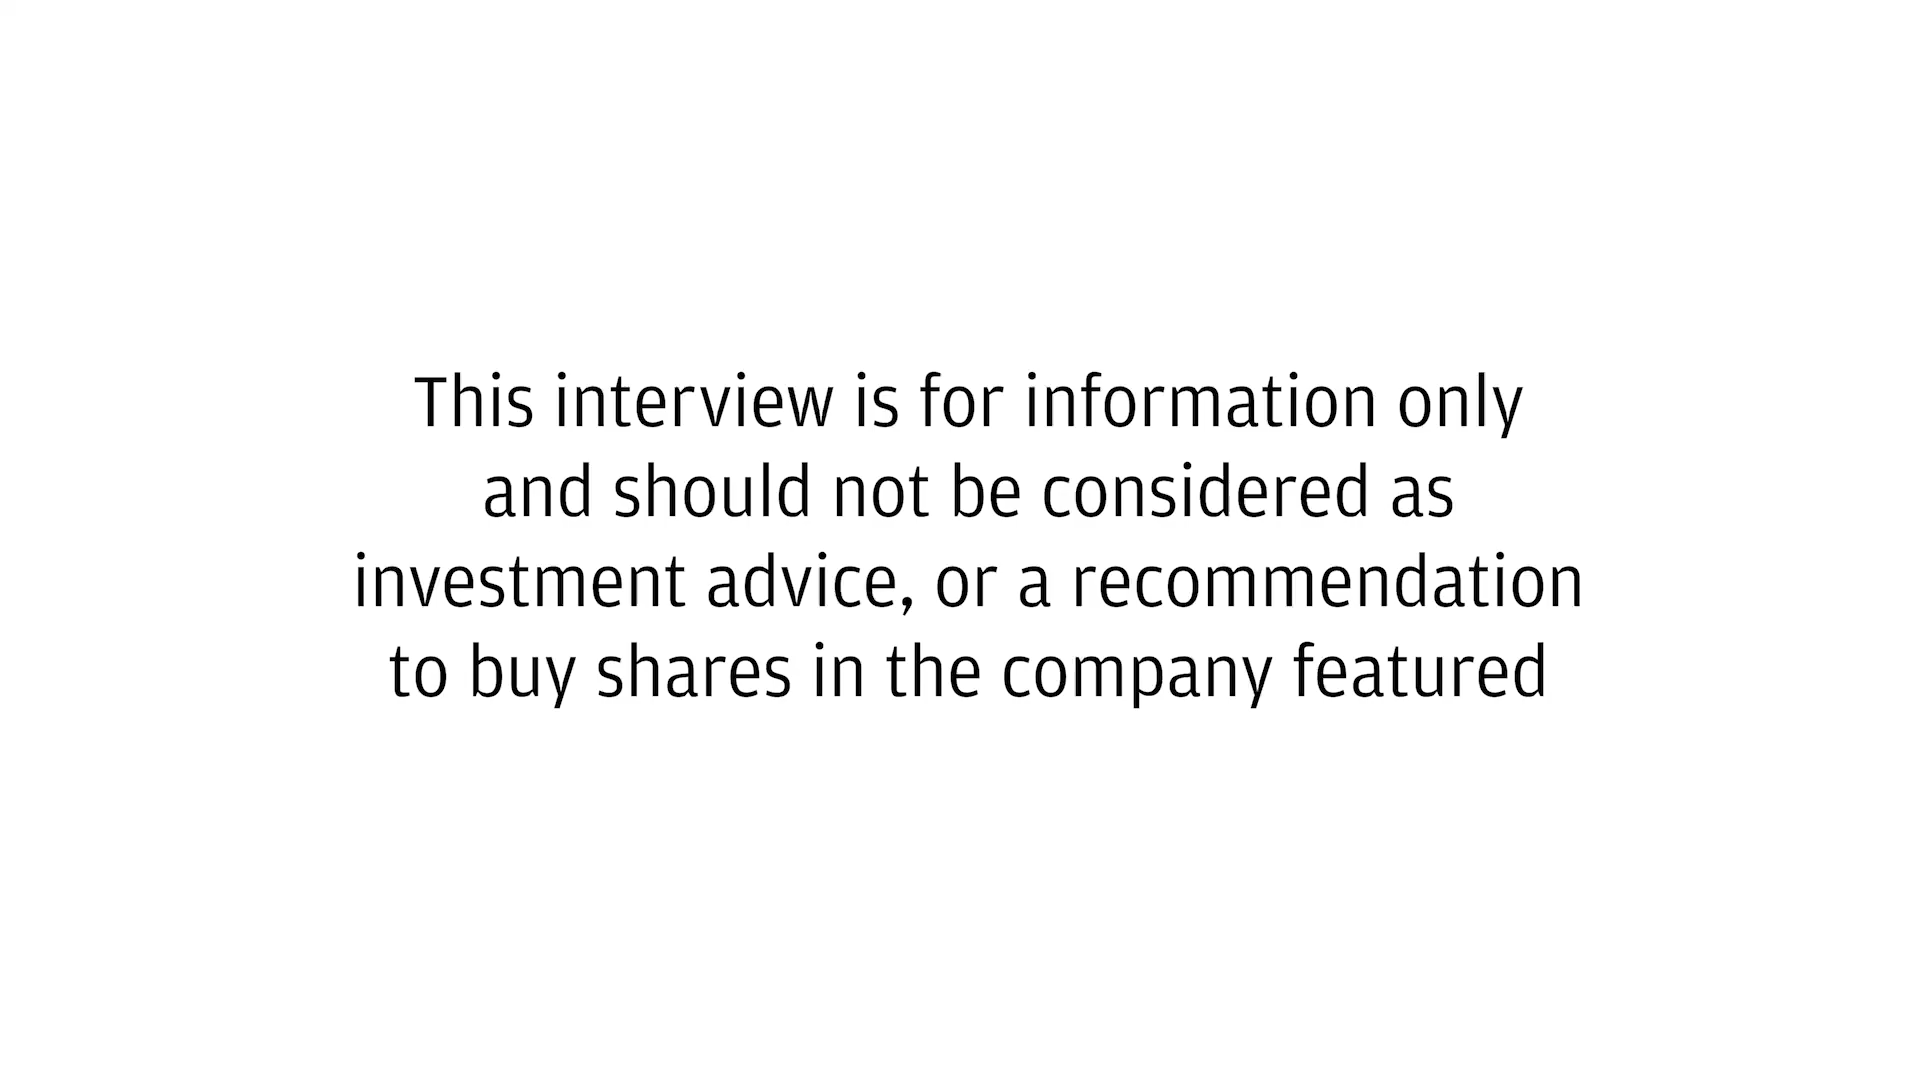 This interview is for information only
and should not be considered as
investment advice, or a recommendation
to buy shares in the company featured